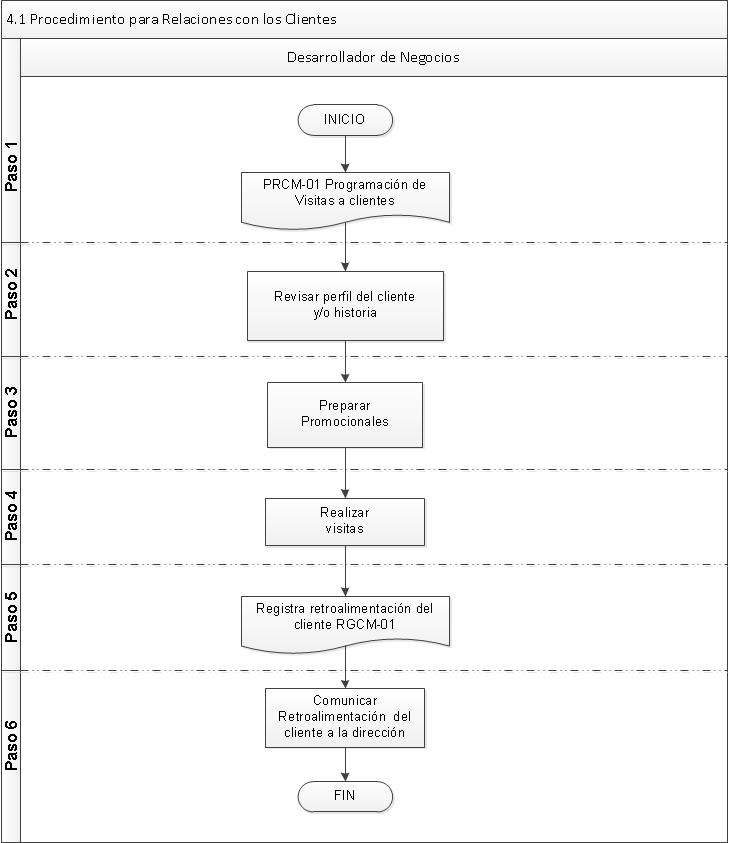 4.1 Procedimiento para Relaciones con los Clientes
Desarrollador de Negocios
Paso 1
INICIO
PRCM-01 Programación de
Visitas a clientes
Paso 2
Revisar perfil del cliente
y/o historia
Paso 3
Preparar
Promocionales
Paso 4
Realizar
visitas
Paso 5
Registra retroalimentación del
cliente RGCM-01
Paso 6
Comunicar
Retroalimentación del
cliente a la dirección
FIN